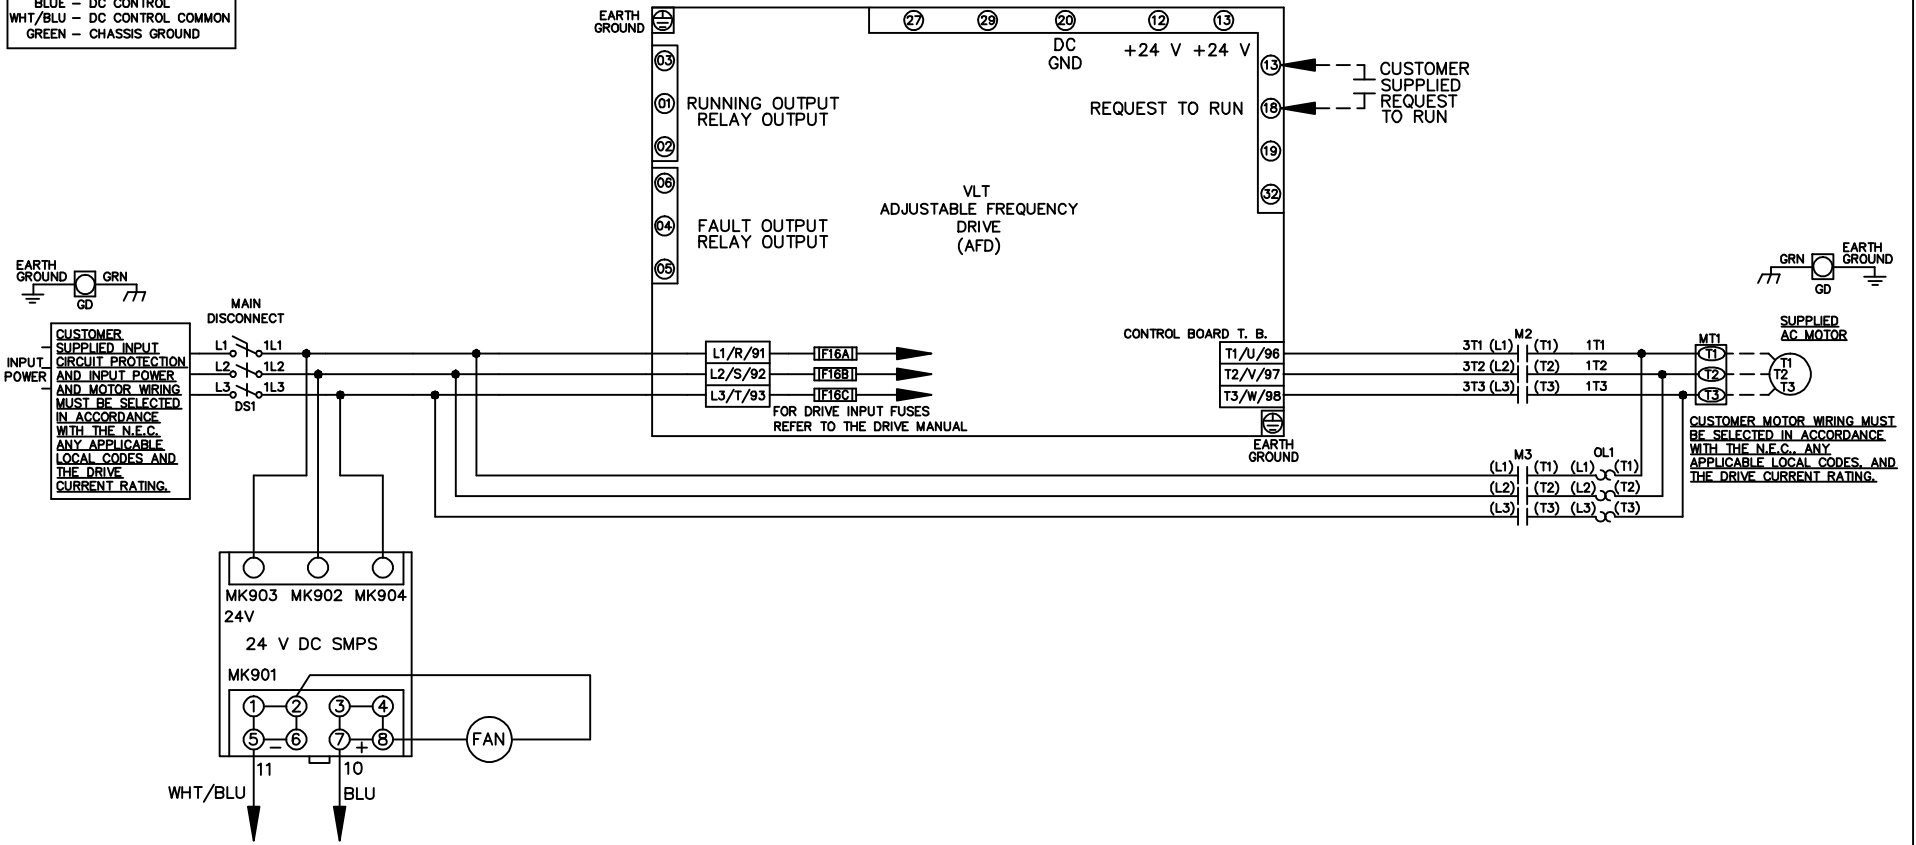 BLUE – DC CONTROL
WHT/BLU – DC CONTROL COMMON
GREEN – CHASSIS GROUND
EARTH
GROUND
27
29
20
12
13
DC
GND
+24 V
+24 V
03
01
02
RUNNING OUTPUT
RELAY OUTPUT
06
04
05
FAULT OUTPUT
RELAY OUTPUT
13
18
19
32
REQUEST TO RUN
CUSTOMER
SUPPLIED
REQUEST
TO RUN
VLT
ADJUSTABLE FREQUENCY
DRIVE
(AFD)
EARTH
GROUND
GRN
GD
GRN
EARTH
GROUND
GD
MAIN
DISCONNECT
INPUT
POWER
CUSTOMER
SUPPLIED INPUT
CIRCUIT PROTECTION
AND INPUT POWER
AND MOTOR WIRING
MUST BE SELECTED
IN ACCORDANCE
WITH THE N.E.C.
ANY APPLICABLE
LOCAL CODES AND
THE DRIVE
CURRENT RATING.
L1
1L1
L2
1L2
L3
1L3
DS1
L1/R/91
L2/S/92
L3/T/93
F16A
F16B
F16C
FOR DRIVE INPUT FUSES
REFER TO THE DRIVE MANUAL
CONTROL BOARD T. B.
T1/U/96
T2/V/97
T3/W/98
EARTH
GROUND
M2
3T1 (L1) (T1) 1T1
3T2 (L2) (T2) 1T2
3T3 (L3) (T3) 1T3
MT1
T1
T2
T3
SUPPLIED
AC MOTOR
T1
T2
T3
CUSTOMER MOTOR WIRING MUST
BE SELECTED IN ACCORDANCE
WITH THE N.E.C., ANY
APPLICABLE LOCAL CODES, AND
THE DRIVE CURRENT RATING.
M3
OL1
(L1) (T1) (L1) (T1)
(L2) (T2) (L2) (T2)
(L3) (T3) (L3) (T3)
MK903 MK902 MK904
24V
24 V DC SMPS
MK901
1 2 3 4
5 – 6 7 + 8
FAN
11
10
WHT/BLU
BLU